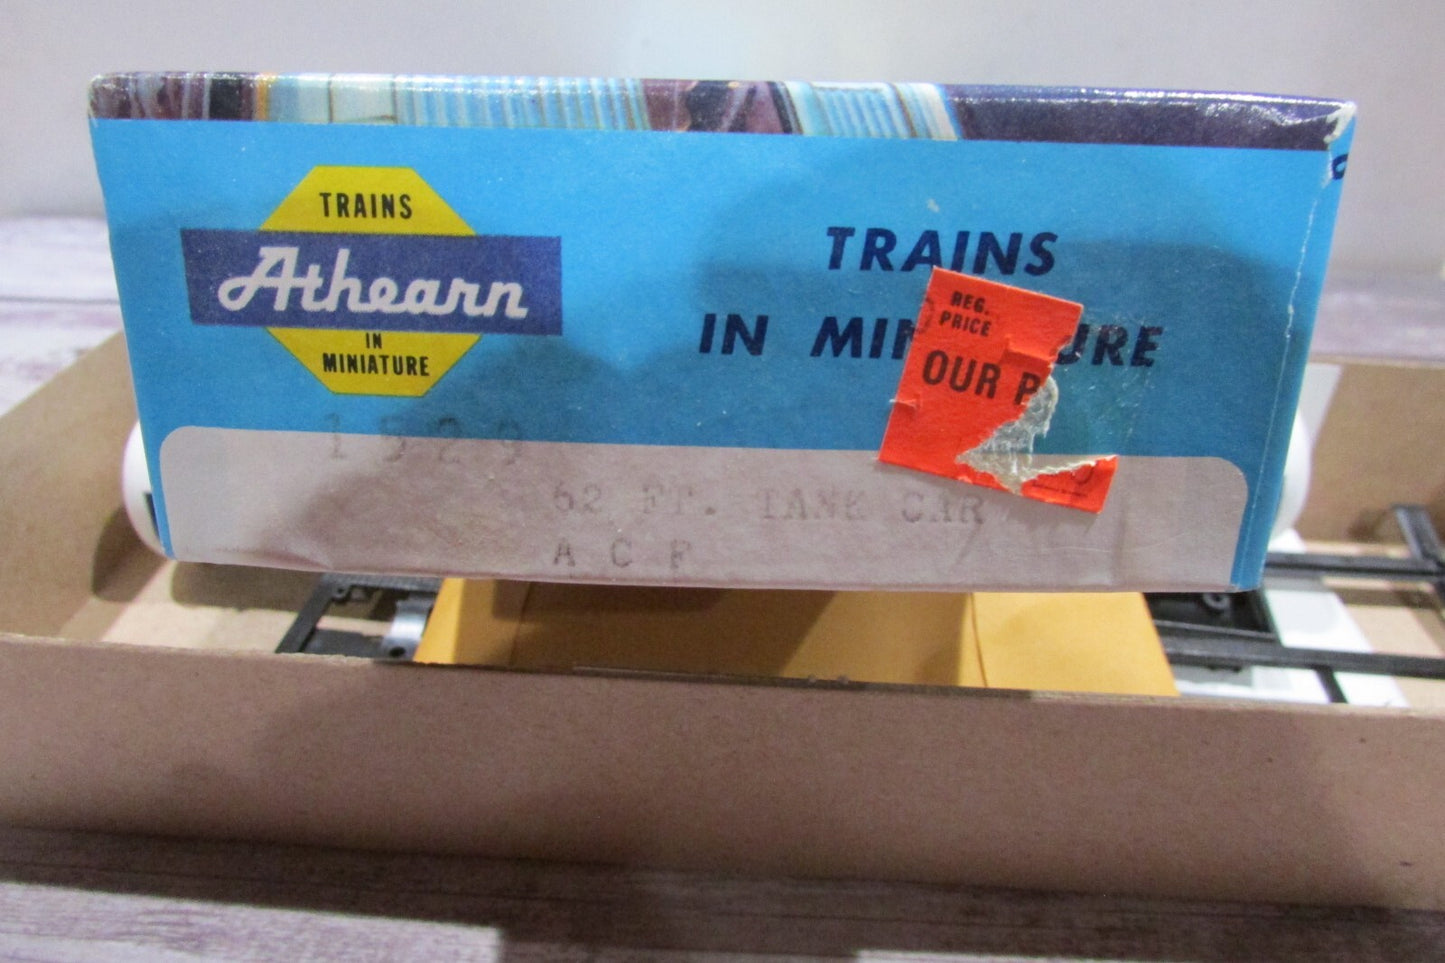 TRAINS
Athearn
IN
MINIATURE
TRAINS
IN MIN URE
REG.
PRICE
OUR P
1529
62 FT. TANK CAR
A C F